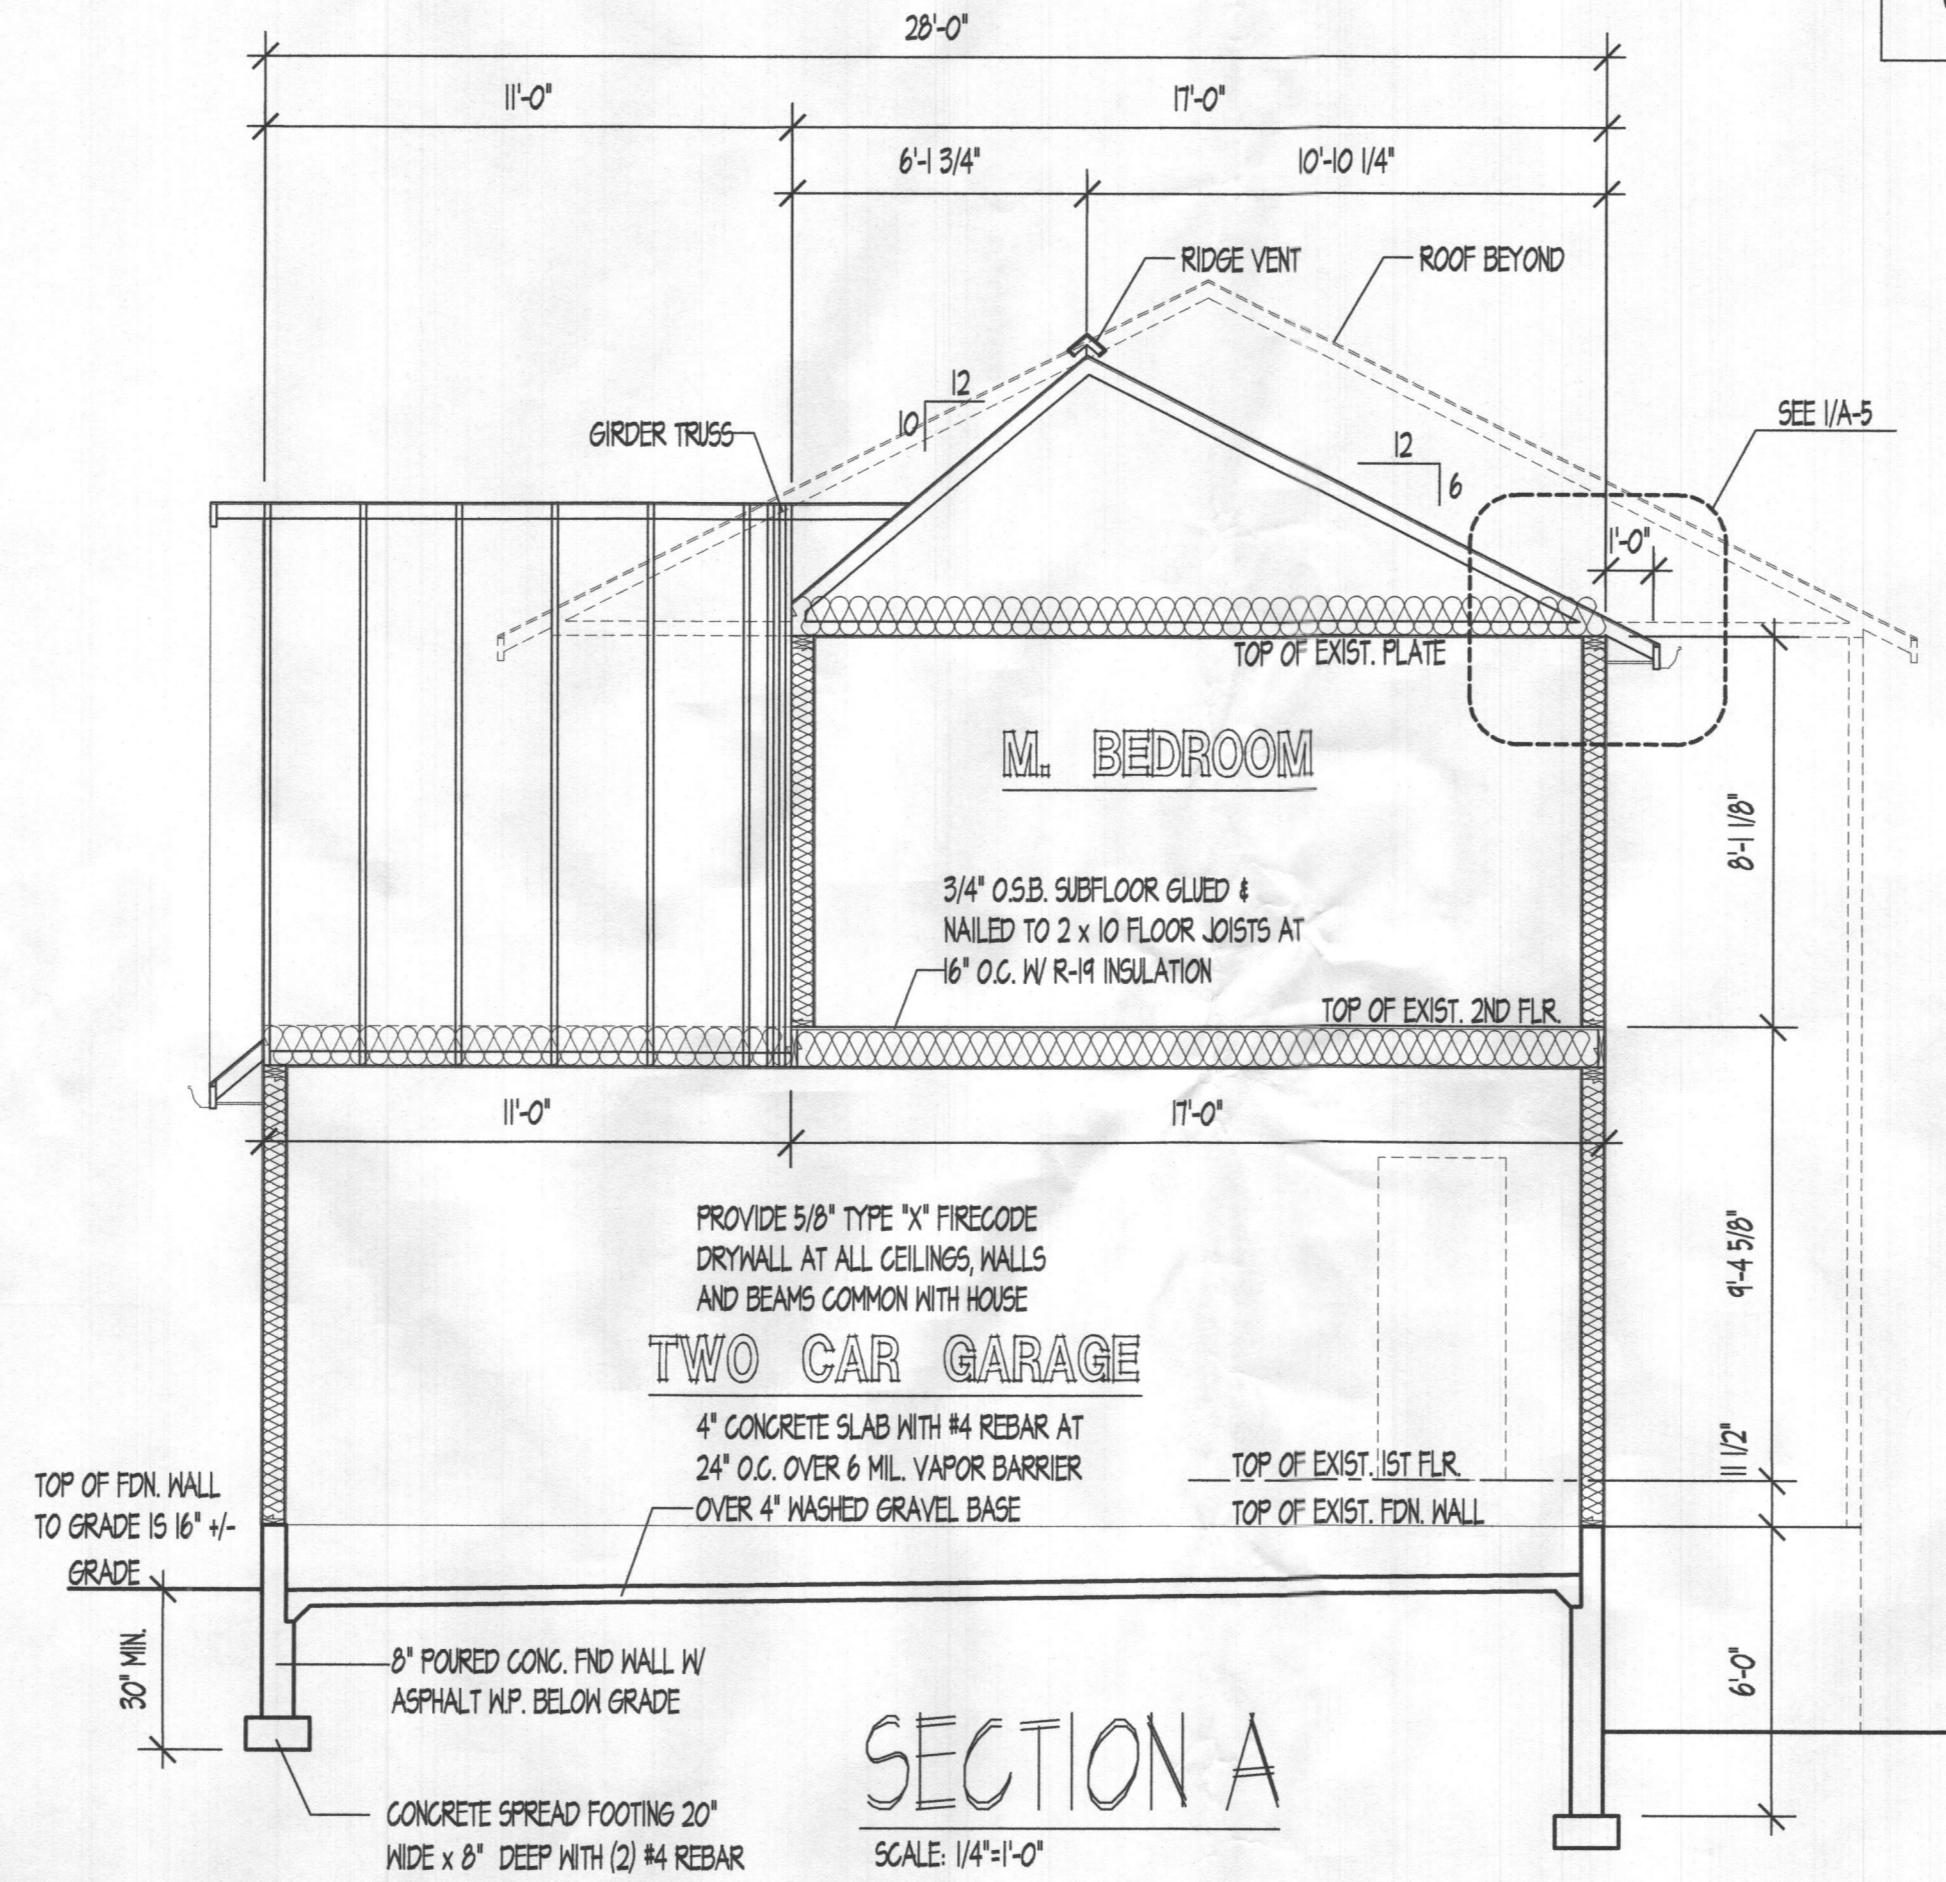 28'-0"
11'-0"
17'-0"
6'-1 3/4"
10'-10 1/4"
RIDGE VENT
ROOF BEYOND
12
10
GIRDER TRUSS
12
6
SEE 1/A-5
1'-0"
TOP OF EXIST. PLATE
M. BEDROOM
8'-1 1/8"
3/4" O.S.B. SUBFLOOR GLUED &
NAILED TO 2 x 10 FLOOR JOISTS AT
16" O.C. W/ R-19 INSULATION
TOP OF EXIST. 2ND FLR.
11'-0"
17'-0"
PROVIDE 5/8" TYPE "X" FIRECODE
DRYWALL AT ALL CEILINGS, WALLS
AND BEAMS COMMON WITH HOUSE
9'-4 5/8"
TWO CAR GARAGE
4" CONCRETE SLAB WITH #4 REBAR AT
24" O.C. OVER 6 MIL. VAPOR BARRIER
OVER 4" WASHED GRAVEL BASE
TOP OF EXIST. 1ST FLR.
11 1/2"
TOP OF EXIST. FDN. WALL
TOP OF FDN. WALL
TO GRADE IS 16" +/-
GRADE
30" MIN.
8" POURED CONC. FND WALL W/
ASPHALT W.P. BELOW GRADE
6'-0"
CONCRETE SPREAD FOOTING 20"
WIDE x 8" DEEP WITH (2) #4 REBAR
SECTION A
SCALE: 1/4"=1'-0"